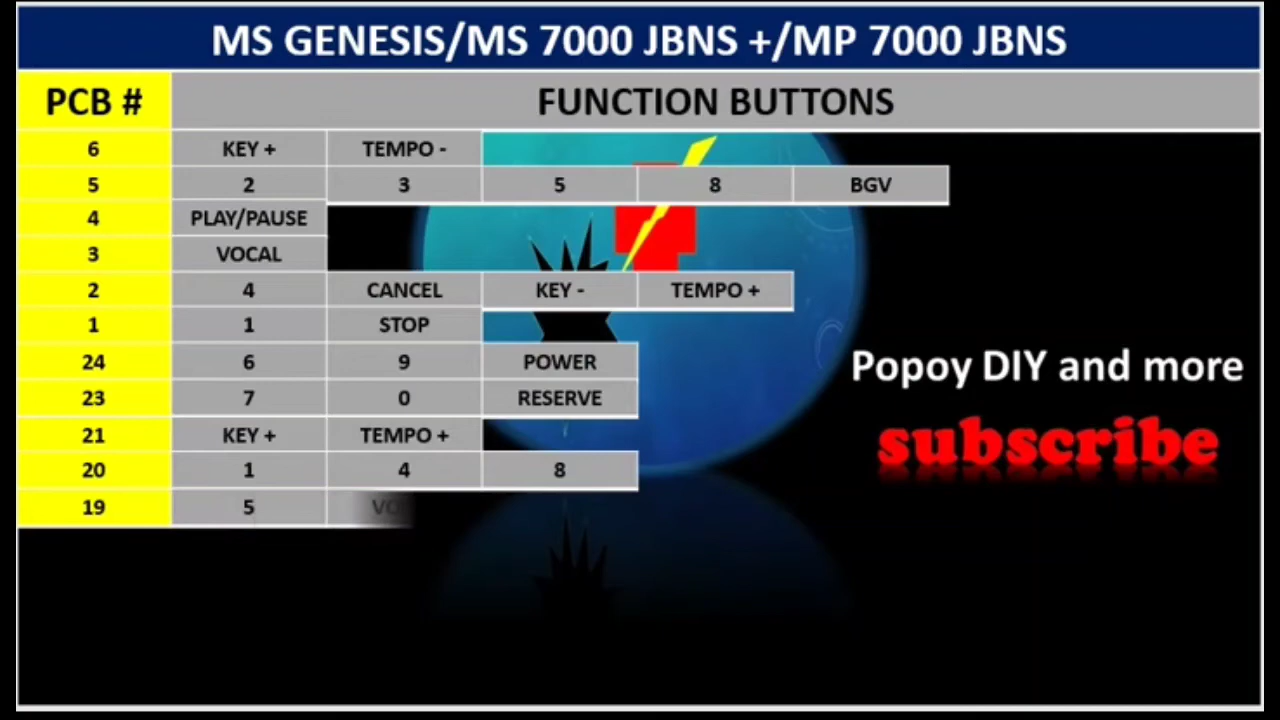 MS GENESIS/MS 7000 JBNS +/MP 7000 JBNS
PCB # FUNCTION BUTTONS
6 KEY + TEMPO -
5 2 3 5 8 BGV
4 PLAY/PAUSE
3 VOCAL
2 4 CANCEL KEY - TEMPO +
1 1 STOP
24 6 9 POWER
23 7 0 RESERVE
21 KEY + TEMPO +
20 1 4 8
19 5
Popoy DIY and more
subscribe